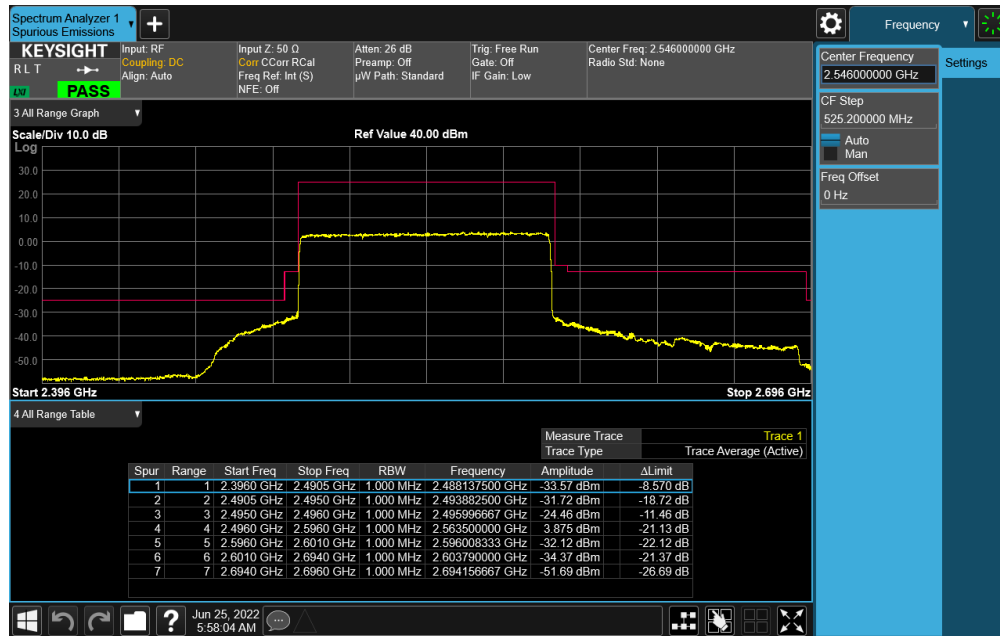 Spectrum Analyzer 1
Spurious Emissions
+
Frequency
KEYSIGHT
R L T
LXI
PASS
Input: RF
Coupling: DC
Align: Auto
Input Z: 50 Ω
Corr CCorr RCal
Freq Ref: Int (S)
NFE: Off
Atten: 26 dB
Preamp: Off
µW Path: Standard
Trig: Free Run
Gate: Off
IF Gain: Low
Center Freq: 2.546000000 GHz
Radio Std: None
Center Frequency
2.546000000 GHz
Settings
CF Step
525.200000 MHz
Auto
Man
Freq Offset
0 Hz
3 All Range Graph
Scale/Div 10.0 dB
Ref Value 40.00 dBm
Log
30.0
20.0
10.0
0.00
-10.0
-20.0
-30.0
-40.0
-50.0
Start 2.396 GHz
Stop 2.696 GHz
4 All Range Table
Measure Trace Trace 1
Trace Type Trace Average (Active)
Spur Range Start Freq Stop Freq RBW Frequency Amplitude ΔLimit
1 1 2.3960 GHz 2.4905 GHz 1.000 MHz 2.488137500 GHz -33.57 dBm -8.570 dB
2 2 2.4905 GHz 2.4950 GHz 1.000 MHz 2.493882500 GHz -31.72 dBm -18.72 dB
3 3 2.4950 GHz 2.4960 GHz 1.000 MHz 2.495996667 GHz -24.46 dBm -11.46 dB
4 4 2.4960 GHz 2.5960 GHz 1.000 MHz 2.563500000 GHz 3.875 dBm -21.13 dB
5 5 2.5960 GHz 2.6010 GHz 1.000 MHz 2.596008333 GHz -32.12 dBm -22.12 dB
6 6 2.6010 GHz 2.6940 GHz 1.000 MHz 2.603790000 GHz -34.37 dBm -21.37 dB
7 7 2.6940 GHz 2.6960 GHz 1.000 MHz 2.694156667 GHz -51.69 dBm -26.69 dB
?
Jun 25, 2022
5:58:04 AM